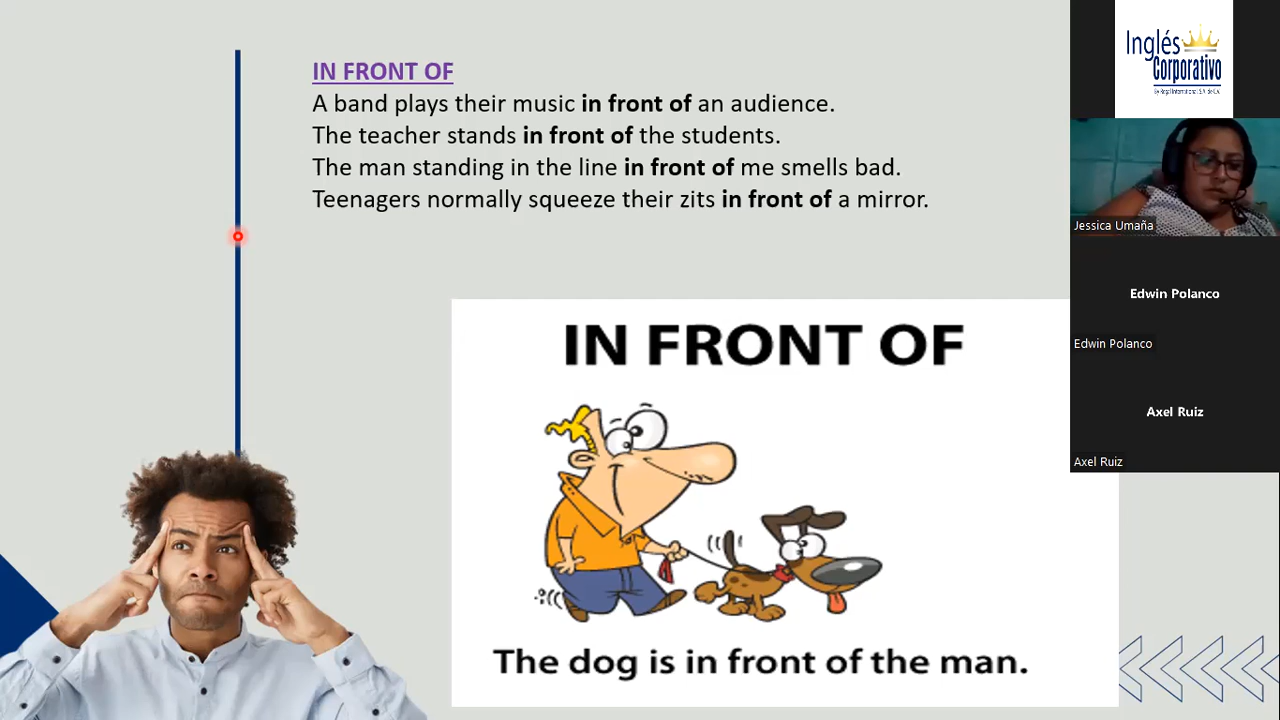 IN FRONT OF
A band plays their music in front of an audience.
The teacher stands in front of the students.
The man standing in the line in front of me smells bad.
Teenagers normally squeeze their zits in front of a mirror.
IN FRONT OF
The dog is in front of the man.
Inglés
Corporativo
Jessica Umaña
Edwin Polanco
Edwin Polanco
Axel Ruiz
Axel Ruiz